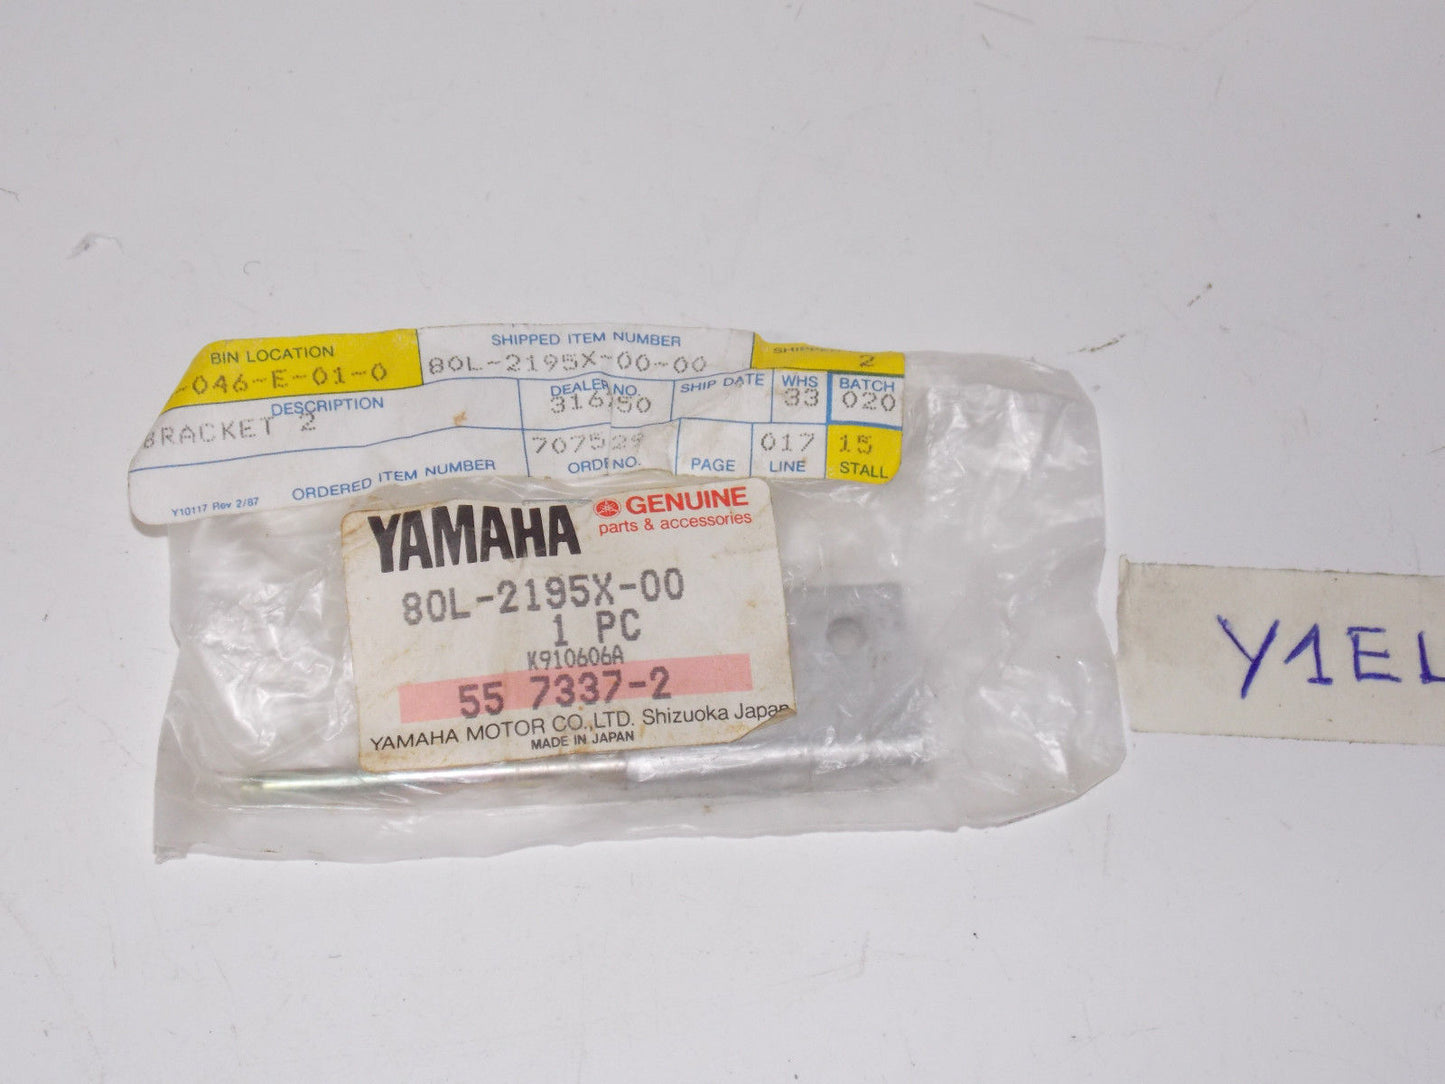 BIN LOCATION
-046-E-01-0
SHIPPED ITEM NUMBER
80L-2195X-00-00
2
DESCRIPTION
BRACKET 2
DEALER NO.
316 50
SHIP DATE
WHS
33
BATCH
020
ORDERED ITEM NUMBER
ORD NO.
PAGE
017
LINE
15
STALL
Y10117 Rev 2/87
YAMAHA
GENUINE
parts & accessories
80L-2195X-00
1 PC
K910606A
55 7337-2
YAMAHA MOTOR CO.,LTD. Shizuoka Japan
MADE IN JAPAN
Y1EL